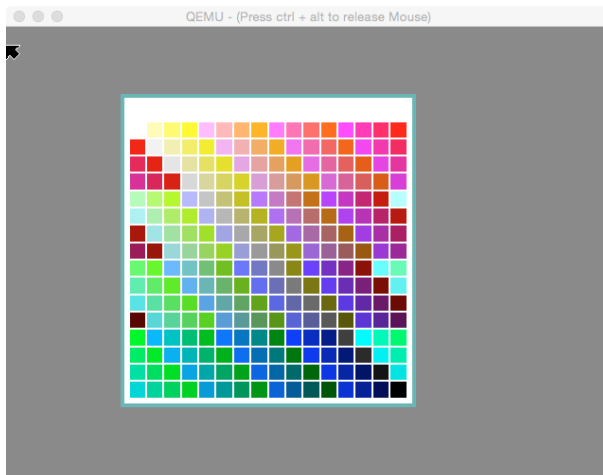 QEMU - (Press ctrl + alt to release Mouse)